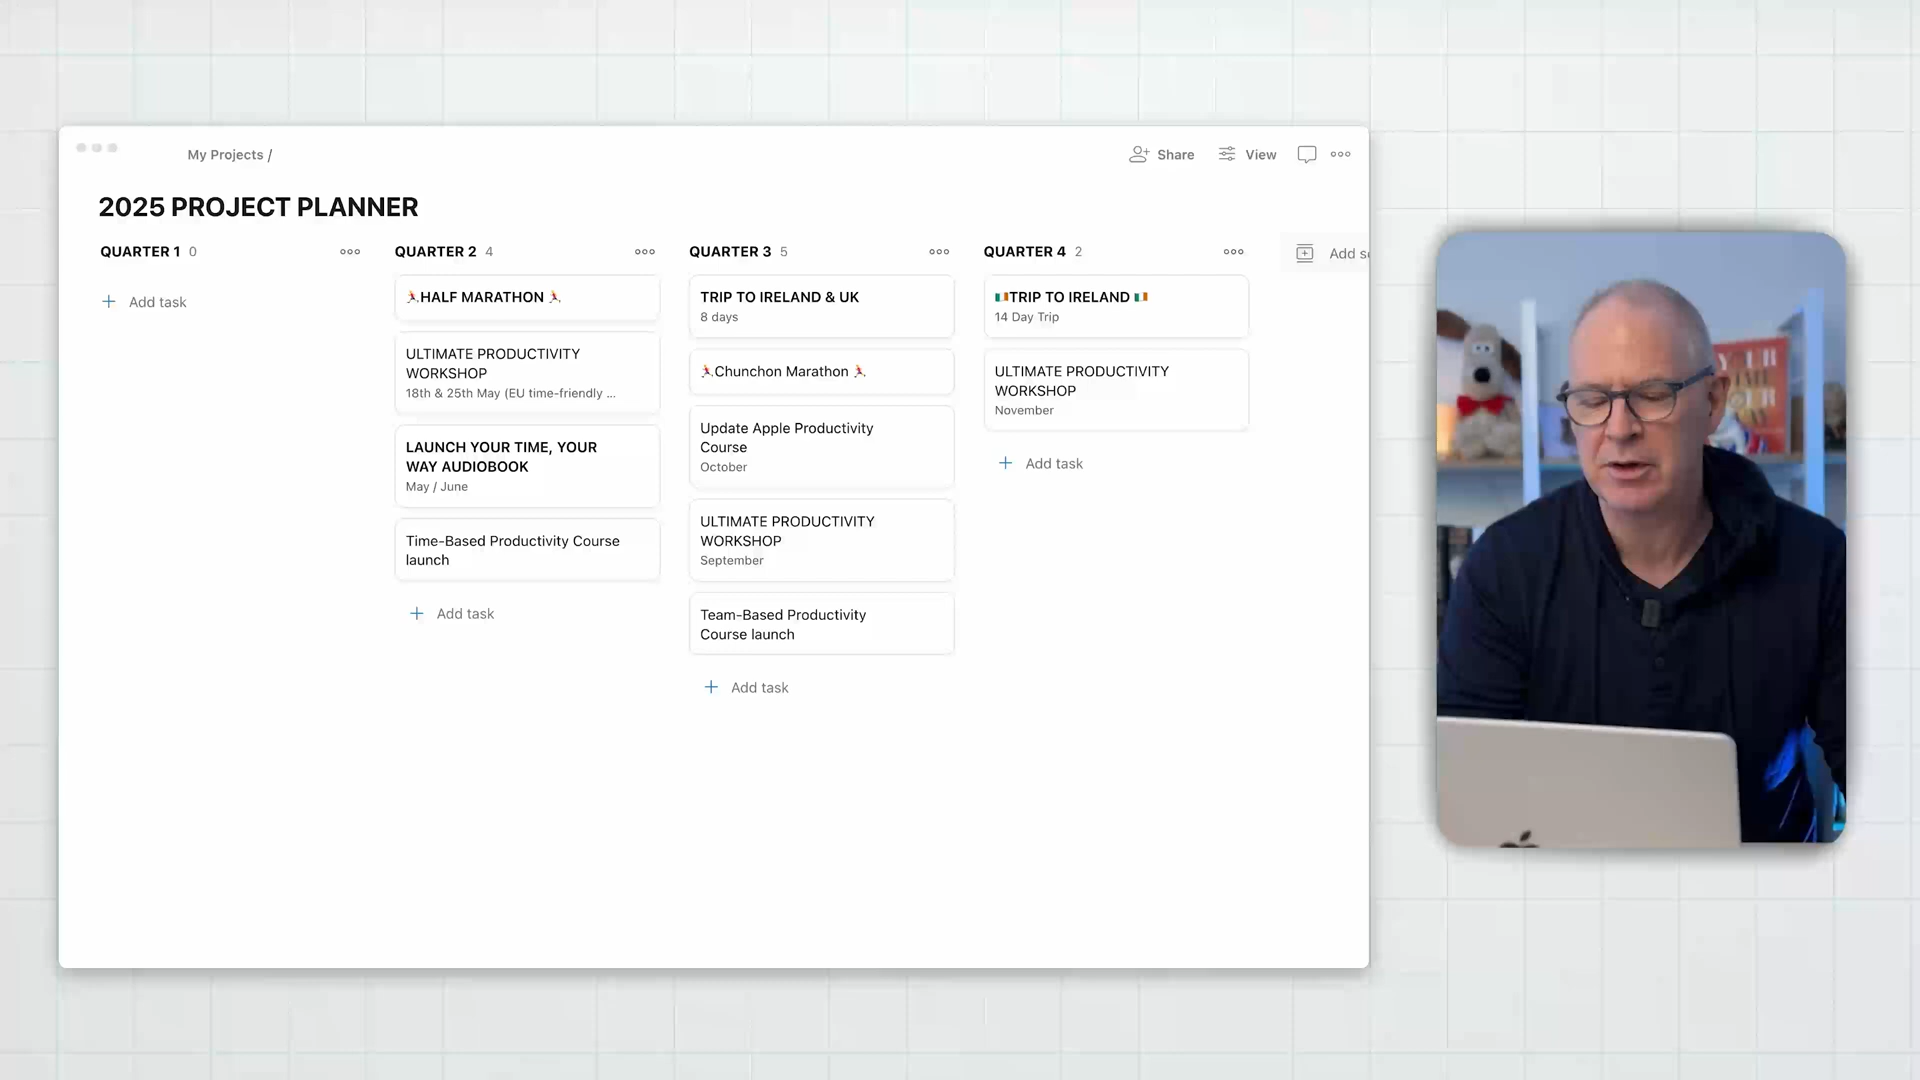 My Projects /
Share
View
2025 PROJECT PLANNER
QUARTER 1 0
Add task
QUARTER 2 4
🏃HALF MARATHON 🏃
ULTIMATE PRODUCTIVITY
WORKSHOP
18th & 25th May (EU time-friendly ...
LAUNCH YOUR TIME, YOUR
WAY AUDIOBOOK
May / June
Time-Based Productivity Course
launch
Add task
QUARTER 3 5
TRIP TO IRELAND & UK
8 days
🏃Chunchon Marathon 🏃
Update Apple Productivity
Course
October
ULTIMATE PRODUCTIVITY
WORKSHOP
September
Team-Based Productivity
Course launch
Add task
QUARTER 4 2
🇮🇪TRIP TO IRELAND 🇮🇪
14 Day Trip
ULTIMATE PRODUCTIVITY
WORKSHOP
November
Add task
Add